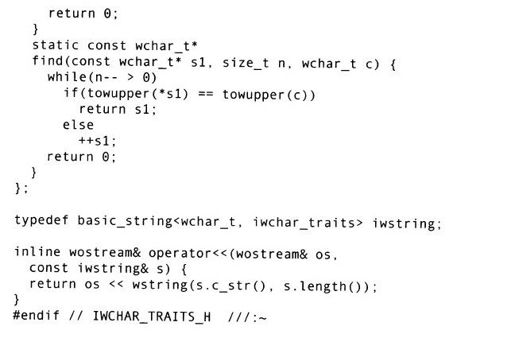 return 0;
  }
  static const wchar_t*
  find(const wchar_t* s1, size_t n, wchar_t c) {
    while(n-- > 0)
      if(towupper(*s1) == towupper(c))
        return s1;
      else
        ++s1;
    return 0;
  }
};
typedef basic_string<wchar_t, iwchar_traits> iwstring;
inline wostream& operator<<(wostream& os,
  const iwstring& s) {
  return os << wstring(s.c_str(), s.length());
}
#endif // IWCHAR_TRAITS_H  ///:~